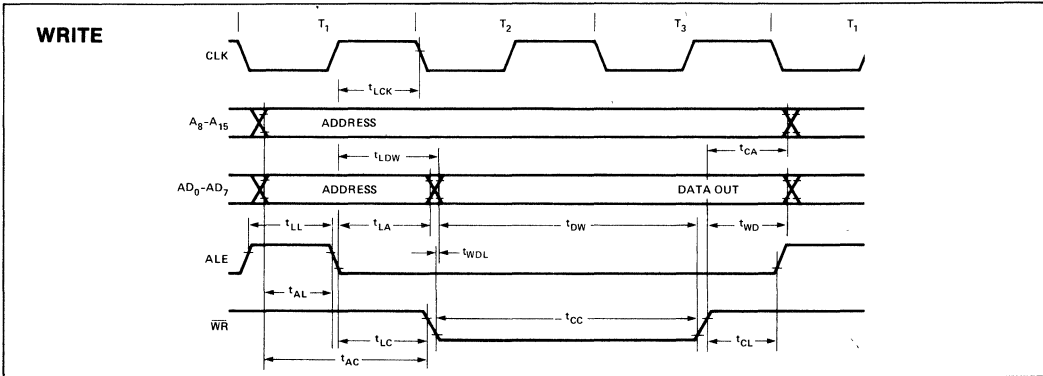 WRITE
T1 T2 T3 T1
CLK
tLCK
A8-A15 ADDRESS
tLDW tCA
AD0-AD7 ADDRESS DATA OUT
tLL tLA tDW tWD
tWDL
ALE
tAL
WR tCC
tLC tCL
tAC